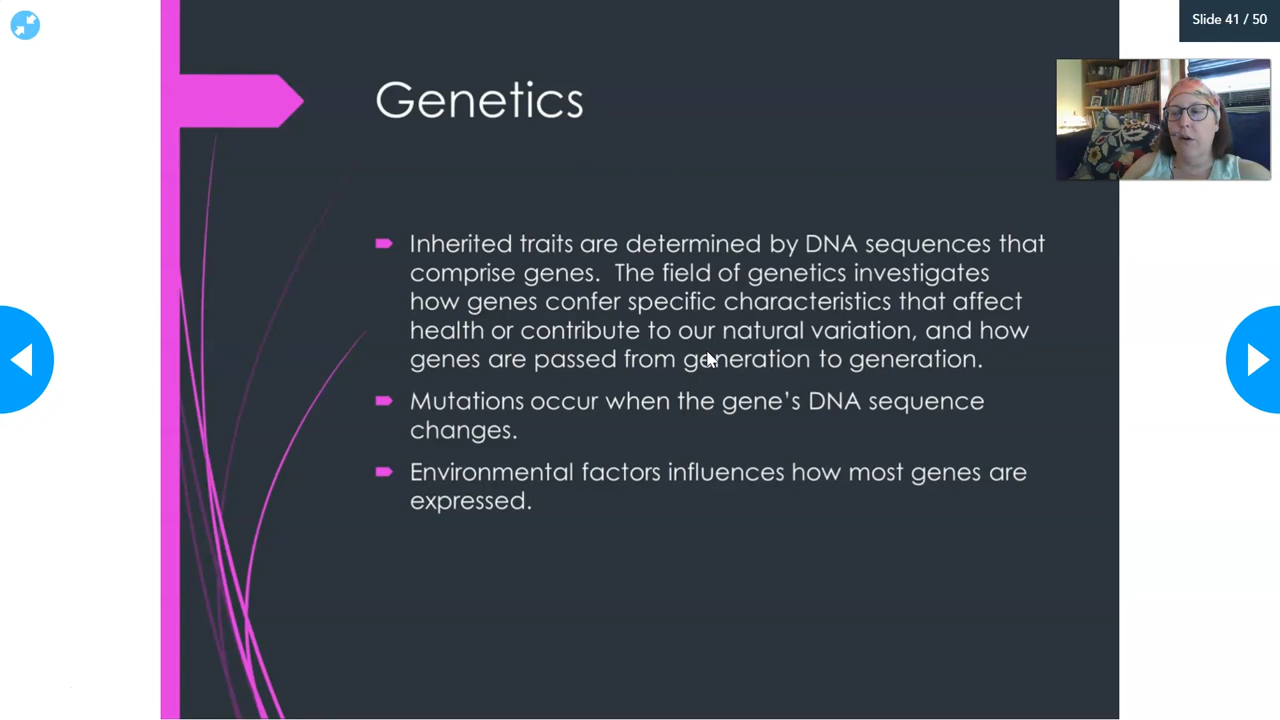 Slide 41 / 50
Genetics
Inherited traits are determined by DNA sequences that
comprise genes.  The field of genetics investigates
how genes confer specific characteristics that affect
health or contribute to our natural variation, and how
genes are passed from generation to generation.
Mutations occur when the gene’s DNA sequence
changes.
Environmental factors influences how most genes are
expressed.